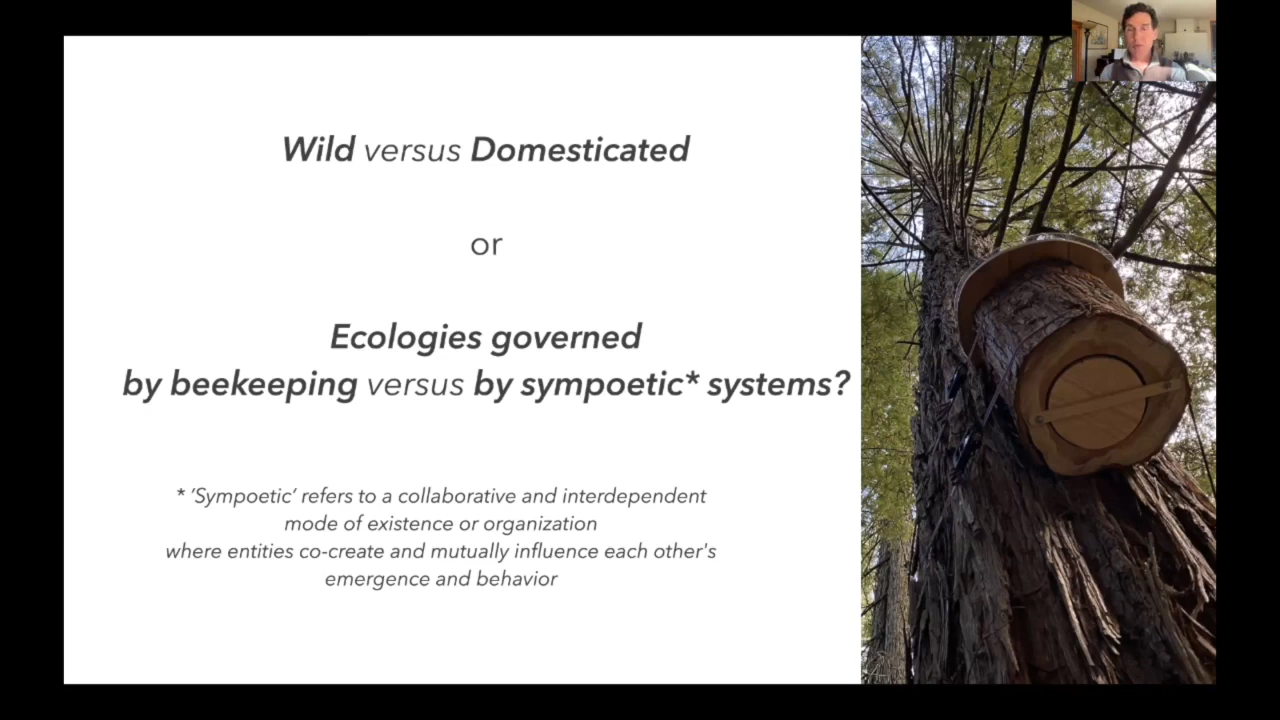 Wild versus Domesticated
or
Ecologies governed
by beekeeping versus by sympoetic* systems?
* ‘Sympoetic’ refers to a collaborative and interdependent
mode of existence or organization
where entities co-create and mutually influence each other's
emergence and behavior